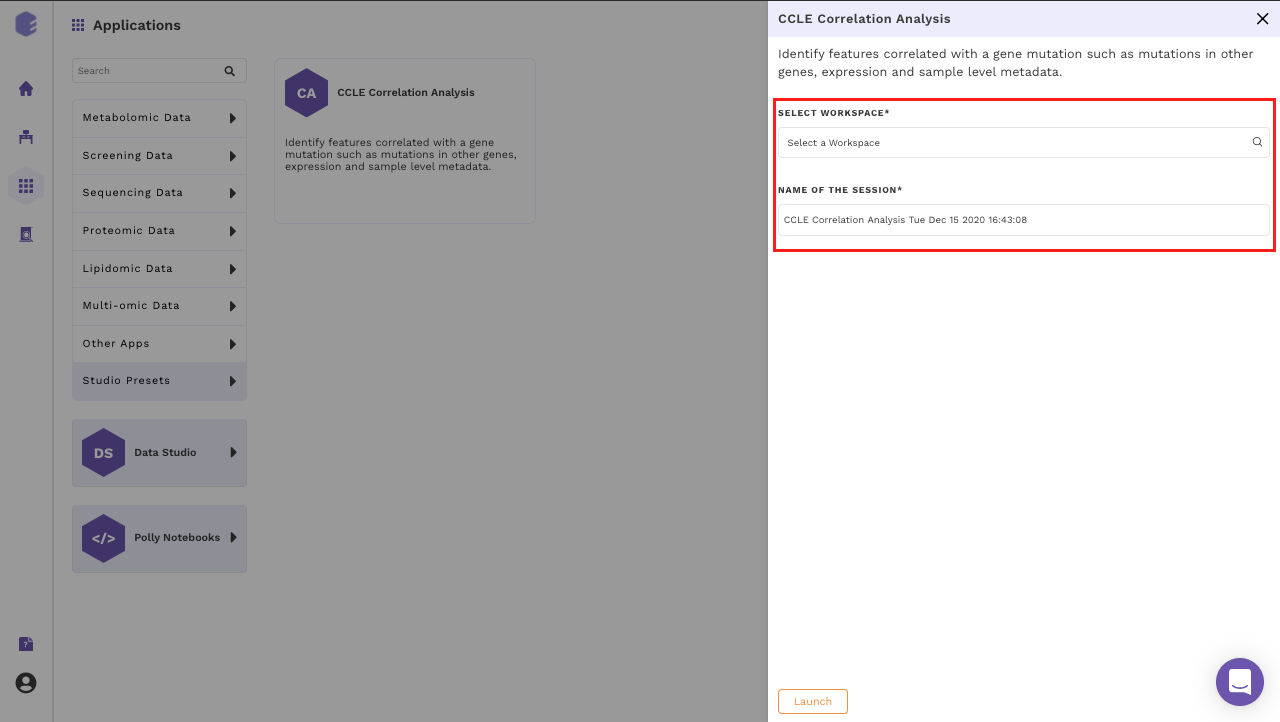 Applications
Search
Metabolomic Data
Screening Data
Sequencing Data
Proteomic Data
Lipidomic Data
Multi-omic Data
Other Apps
Studio Presets
DS Data Studio
</> Polly Notebooks
CA CCLE Correlation Analysis
Identify features correlated with a gene
mutation such as mutations in other genes,
expression and sample level metadata.
CCLE Correlation Analysis
Identify features correlated with a gene mutation such as mutations in other
genes, expression and sample level metadata.
SELECT WORKSPACE*
Select a Workspace
NAME OF THE SESSION*
CCLE Correlation Analysis Tue Dec 15 2020 16:43:08
Launch
?